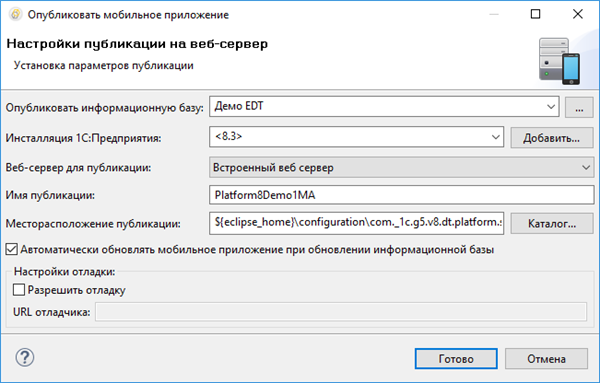 Опубликовать мобильное приложение
Настройки публикации на веб-сервер
Установка параметров публикации
Опубликовать информационную базу: Демо EDT ...
Инсталляция 1С:Предприятия: <8.3> Добавить...
Веб-сервер для публикации: Встроенный веб сервер
Имя публикации: Platform8Demo1MA
Месторасположение публикации: ${eclipse_home}\configuration\com._1c.g5.v8.dt.platform.s Каталог...
Автоматически обновлять мобильное приложение при обновлении информационной базы
Настройки отладки:
Разрешить отладку
URL отладчика:
? Готово Отмена